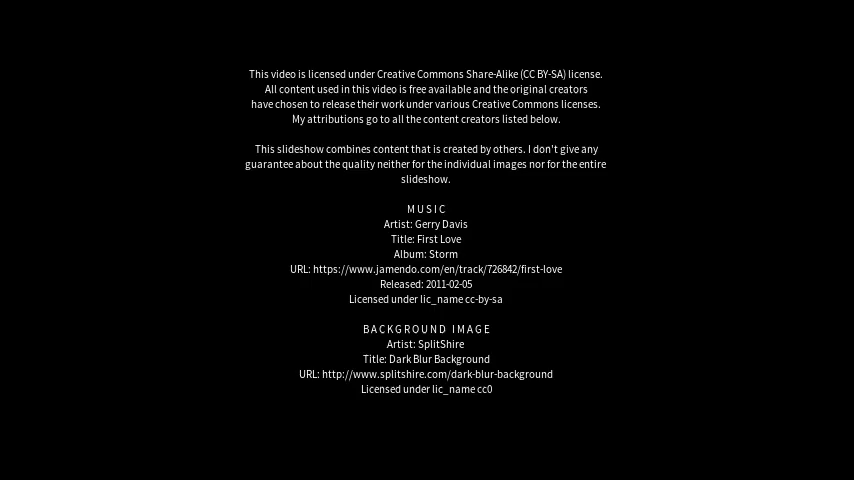 This video is licensed under Creative Commons Share-Alike (CC BY-SA) license.
All content used in this video is free available and the original creators
have chosen to release their work under various Creative Commons licenses.
My attributions go to all the content creators listed below.
This slideshow combines content that is created by others. I don't give any
guarantee about the quality neither for the individual images nor for the entire
slideshow.
MUSIC
Artist: Gerry Davis
Title: First Love
Album: Storm
URL: https://www.jamendo.com/en/track/726842/first-love
Released: 2011-02-05
Licensed under lic_name cc-by-sa
BACKGROUND IMAGE
Artist: SplitShire
Title: Dark Blur Background
URL: http://www.splitshire.com/dark-blur-background
Licensed under lic_name cc0